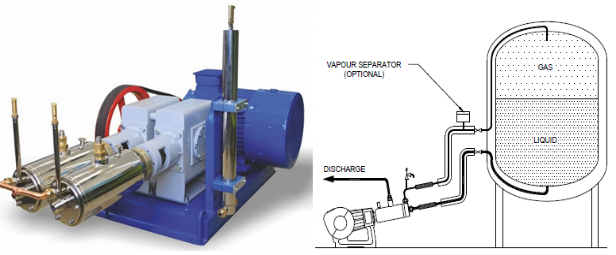 VAPOUR SEPARATOR
(OPTIONAL)
GAS
LIQUID
DISCHARGE